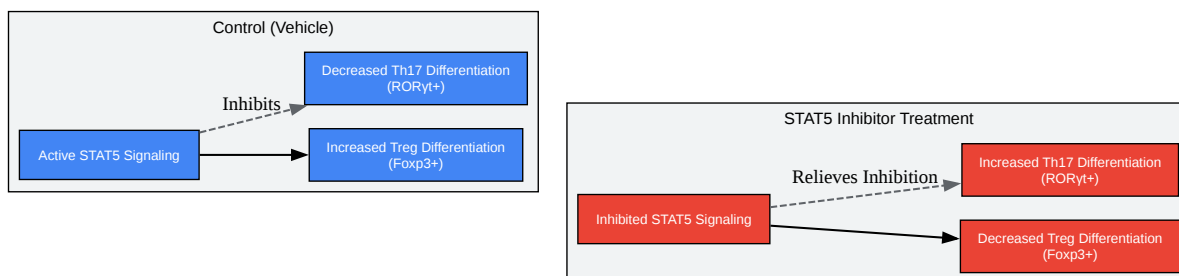 Control (Vehicle)
Decreased Th17 Differentiation
(RORγt+)
Inhibits
Active STAT5 Signaling
Increased Treg Differentiation
(Foxp3+)
STAT5 Inhibitor Treatment
Increased Th17 Differentiation
(RORγt+)
Relieves Inhibition
Inhibited STAT5 Signaling
Decreased Treg Differentiation
(Foxp3+)